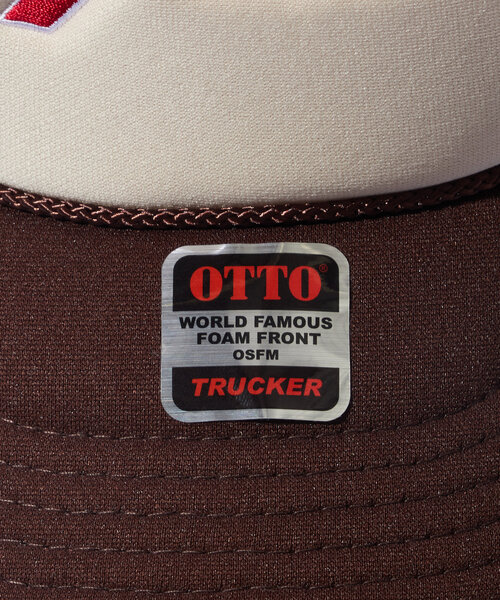 OTTO®
WORLD FAMOUS
FOAM FRONT
OSFM
TRUCKER